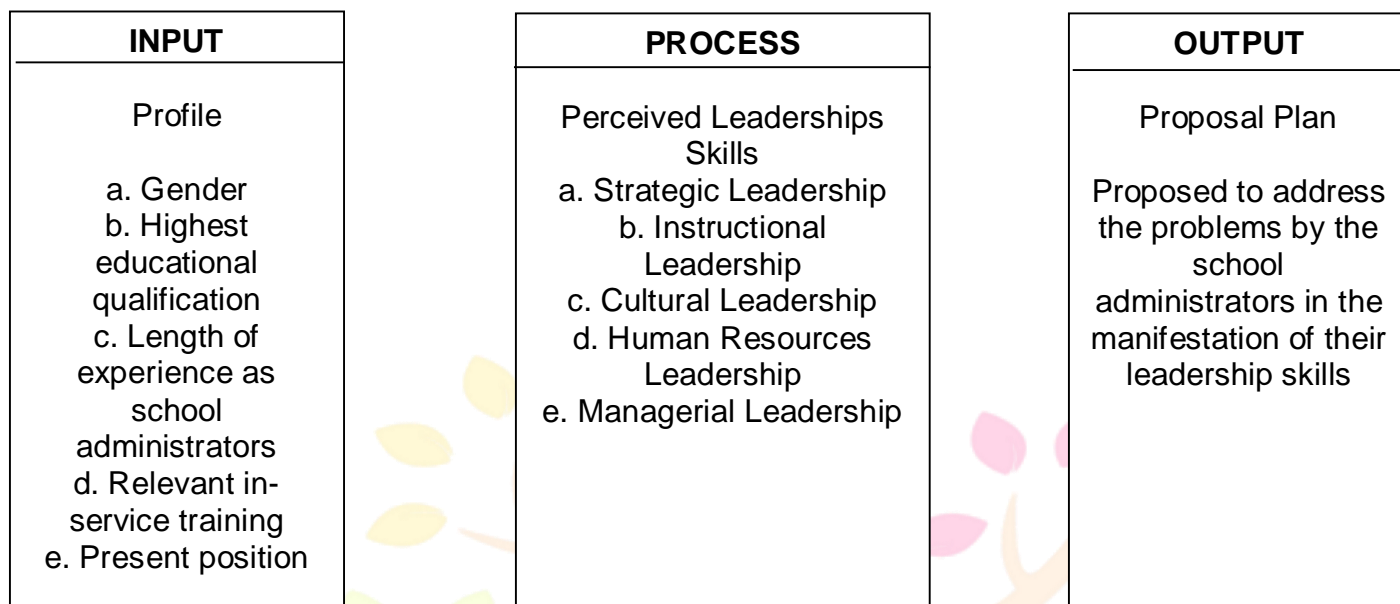 INPUT
Profile
a. Gender
b. Highest
educational
qualification
c. Length of
experience as
school
administrators
d. Relevant in-
service training
e. Present position
PROCESS
Perceived Leaderships
Skills
a. Strategic Leadership
b. Instructional
Leadership
c. Cultural Leadership
d. Human Resources
Leadership
e. Managerial Leadership
OUTPUT
Proposal Plan
Proposed to address
the problems by the
school
administrators in the
manifestation of their
leadership skills